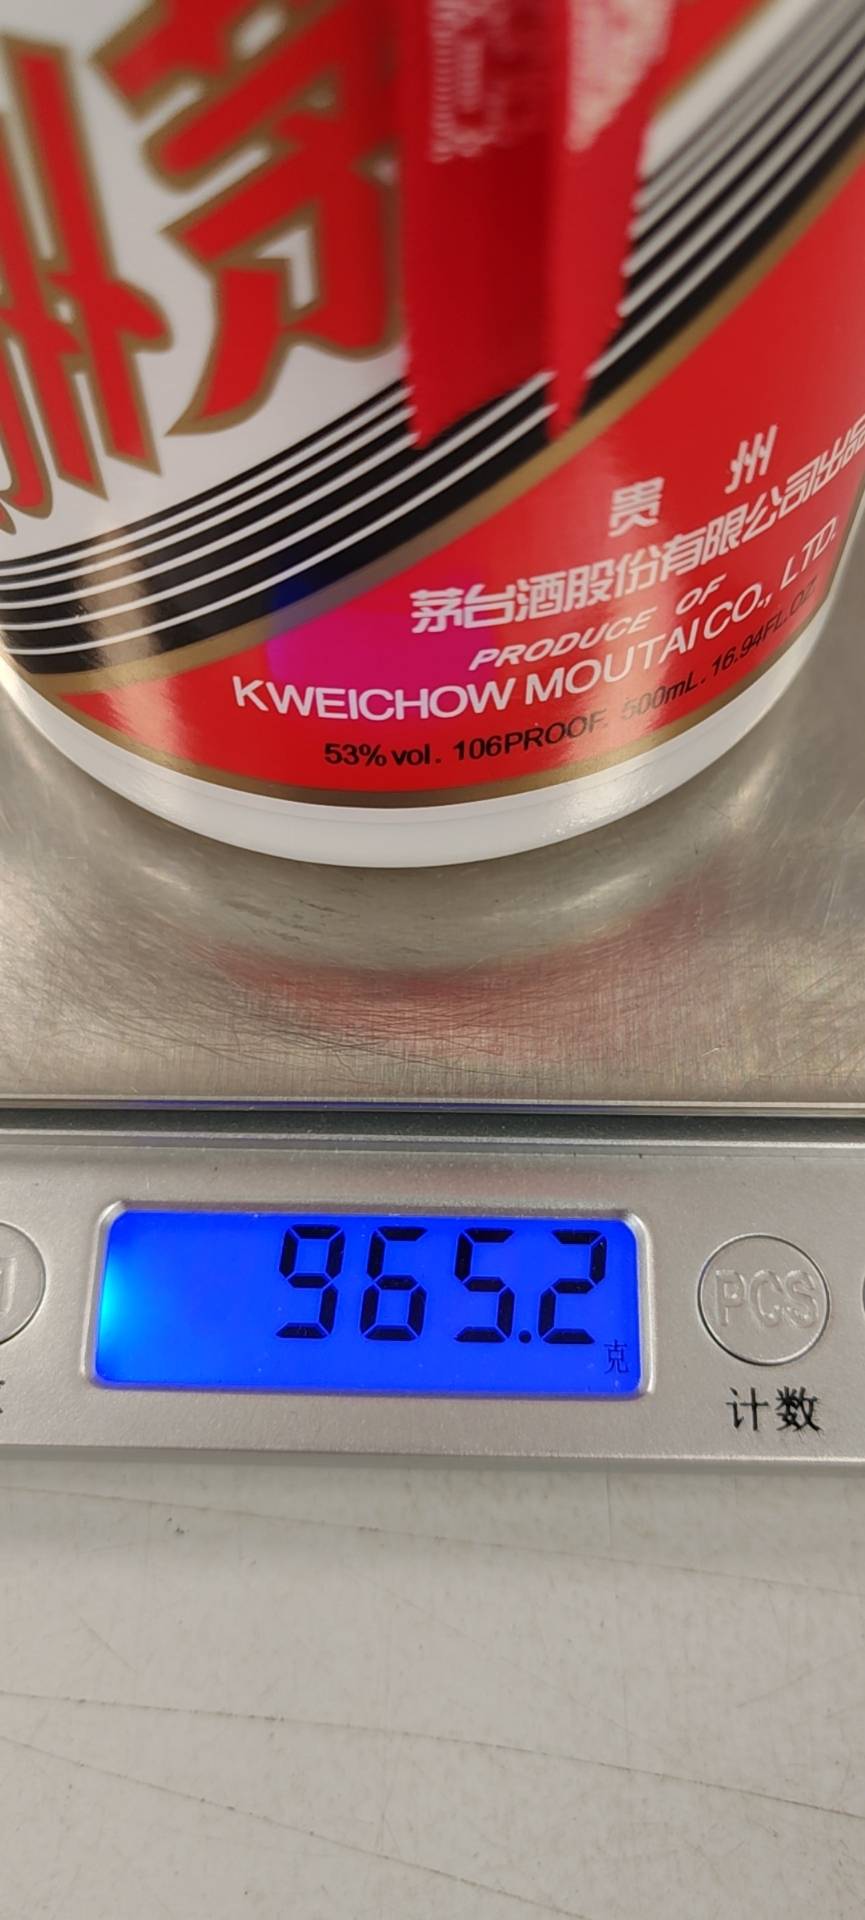 茅
贵 州
茅台酒股份有限公司出品
PRODUCE OF
KWEICHOW MOUTAI CO., LTD.
53% vol. 106PROOF. 500mL. 16.94FL.OZ
965.2
克
PCS
计数